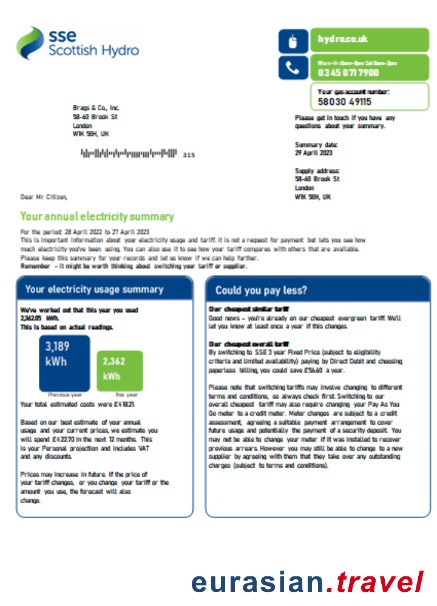 sse
Scottish Hydro
hydro.co.uk
Mon-Fri 8am-8pm Sat 8am-2pm
0345 071 7900
Your gas account number:
58030 49115
Please get in touch if you have any
questions about your summary.
Brags & Co., Inc.
58-60 Brook St
London
W1K 5EH, UK
315
Summary date:
29 April 2023
Supply address:
58-60 Brook St
London
W1K 5EH, UK
Dear Mr Citizen,
Your annual electricity summary
For the period: 28 April 2022 to 27 April 2023
This is important information about your electricity usage and tariff. It is not a request for payment but lets you see how
much electricity you've been using. You can also use it to see how your tariff compares with others that are available.
Please keep this summary for your records and let us know if we can help further.
Remember - it might be worth thinking about switching your tariff or supplier.
Your electricity usage summary
We've worked out that this year you used
2,362.05 kWh.
This is based on actual readings.
3,189
kWh
2,362
kWh
Previous year
This year
Your total estimated costs were £418.21.
Based on our best estimate of your annual
usage and your current prices, we estimate you
will spend £422.70 in the next 12 months. This
is your Personal projection and includes VAT
and any discounts.
Prices may increase in future. If the price of
your tariff changes, or you change your tariff or the
amount you use, the forecast will also
change.
Could you pay less?
Our cheapest similar tariff
Good news - you're already on our cheapest evergreen tariff. We'll
let you know at least once a year if this changes.
Our cheapest overall tariff
By switching to SSE 3 year Fixed Price (subject to eligibility
criteria and limited availability) paying by Direct Debit and choosing
paperless billing, you could save £56.60 a year.
Please note that switching tariffs may involve changing to different
terms and conditions, so always check first. Switching to our
overall cheapest tariff may also require changing your Pay As You
Go meter to a credit meter. Meter changes are subject to a credit
assessment, agreeing a suitable payment arrangement to cover
future usage and potentially the payment of a security deposit. You
may not be able to change your meter if it was installed to recover
previous arrears. However you may still be able to change to a new
supplier by agreeing with them that they take over any outstanding
charges (subject to terms and conditions).
eurasian.travel